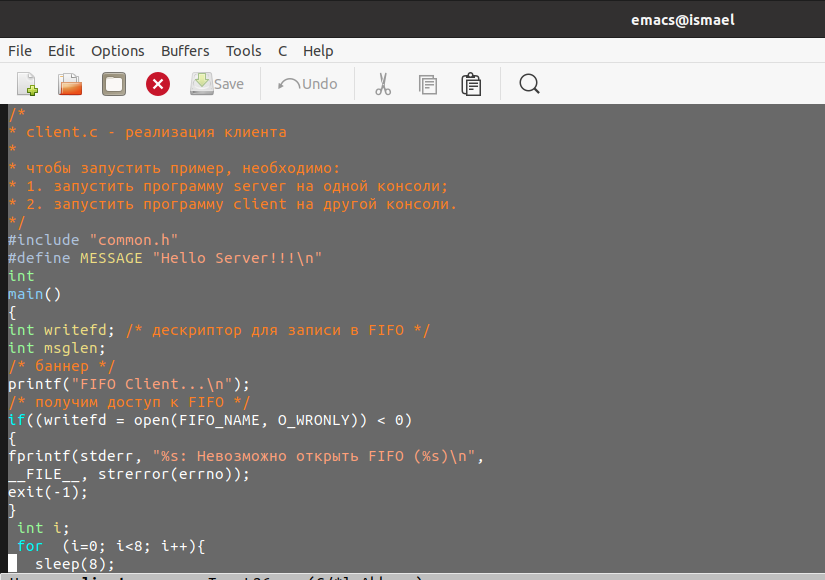 emacs@ismael
File Edit Options Buffers Tools C Help
Save Undo
/*
* client.c - реализация клиента
*
* чтобы запустить пример, необходимо:
* 1. запустить программу server на одной консоли;
* 2. запустить программу client на другой консоли.
*/
#include "common.h"
#define MESSAGE "Hello Server!!!\n"
int
main()
{
int writefd; /* дескриптор для записи в FIFO */
int msglen;
/* баннер */
printf("FIFO Client...\n");
/* получим доступ к FIFO */
if((writefd = open(FIFO_NAME, O_WRONLY)) < 0)
{
fprintf(stderr, "%s: Невозможно открыть FIFO (%s)\n",
__FILE__, strerror(errno));
exit(-1);
}
int i;
for (i=0; i<8; i++){
sleep(8);